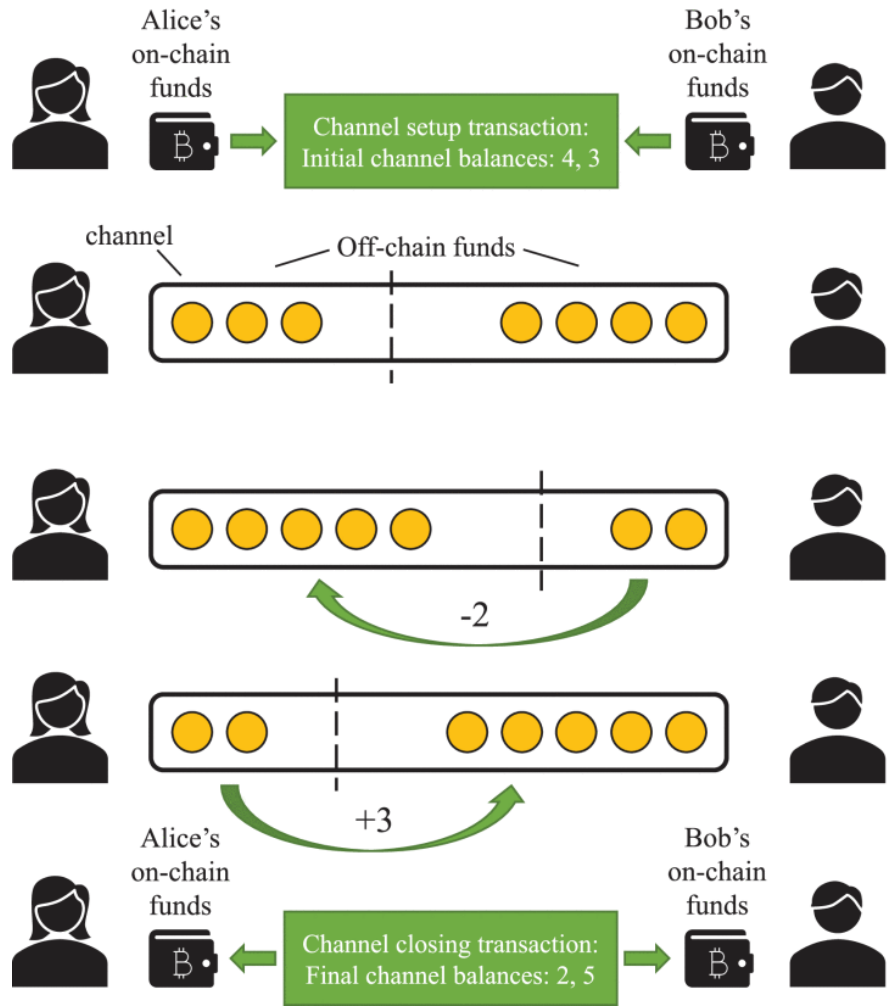 Alice’s
on-chain
funds
Bob’s
on-chain
funds
Channel setup transaction:
Initial channel balances: 4, 3
channel
Off-chain funds
-2
+3
Alice’s
on-chain
funds
Bob’s
on-chain
funds
Channel closing transaction:
Final channel balances: 2, 5